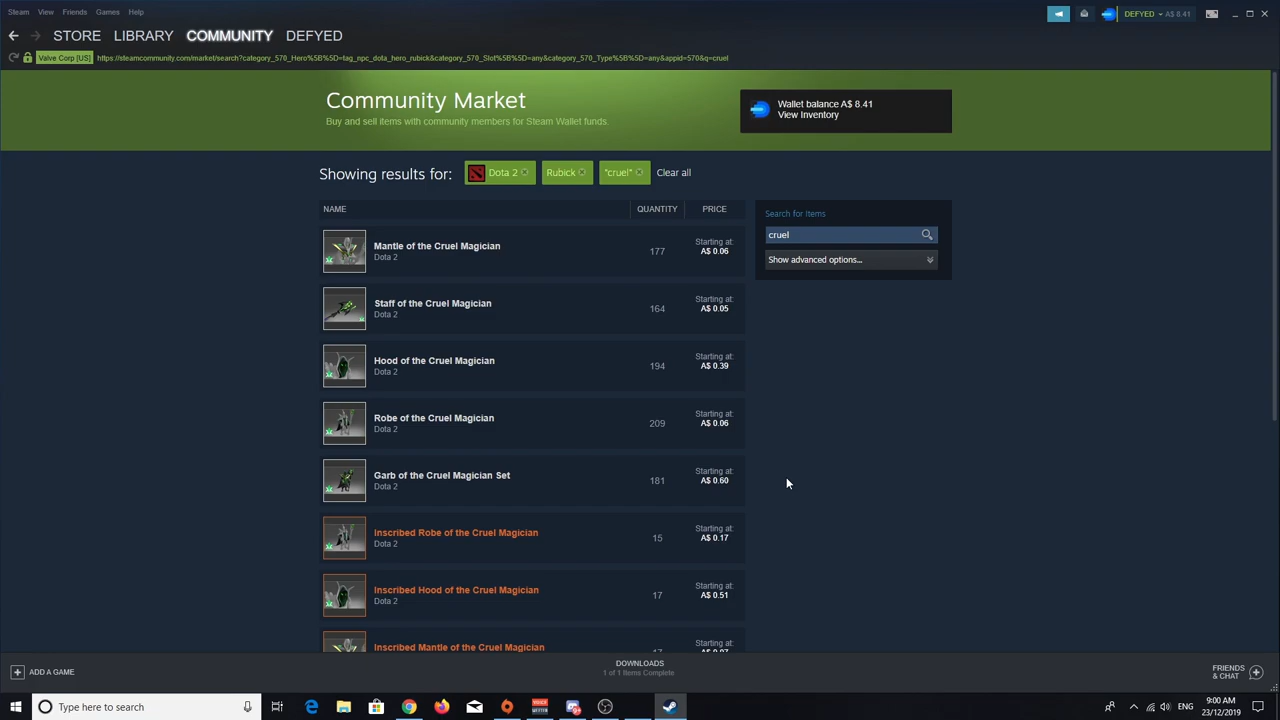 Steam View Friends Games Help
DEFYED A$ 8.41
STORE LIBRARY COMMUNITY DEFYED
Valve Corp [US] https://steamcommunity.com/market/search?category_570_Hero%5B%5D=tag_npc_dota_hero_rubick&category_570_Slot%5B%5D=any&category_570_Type%5B%5D=any&appid=570&q=cruel
Community Market
Buy and sell items with community members for Steam Wallet funds.
Wallet balance A$ 8.41
View Inventory
Showing results for: Dota 2 Rubick "cruel" Clear all
NAME QUANTITY PRICE
Search for Items
cruel
Show advanced options...
Mantle of the Cruel Magician
Dota 2
177
Starting at:
A$ 0.06
Staff of the Cruel Magician
Dota 2
164
Starting at:
A$ 0.05
Hood of the Cruel Magician
Dota 2
194
Starting at:
A$ 0.39
Robe of the Cruel Magician
Dota 2
209
Starting at:
A$ 0.06
Garb of the Cruel Magician Set
Dota 2
181
Starting at:
A$ 0.60
Inscribed Robe of the Cruel Magician
Dota 2
15
Starting at:
A$ 0.17
Inscribed Hood of the Cruel Magician
Dota 2
17
Starting at:
A$ 0.51
Inscribed Mantle of the Cruel Magician
ADD A GAME
DOWNLOADS
1 of 1 Items Complete
FRIENDS
& CHAT
Type here to search
ENG
9:00 AM
23/12/2019